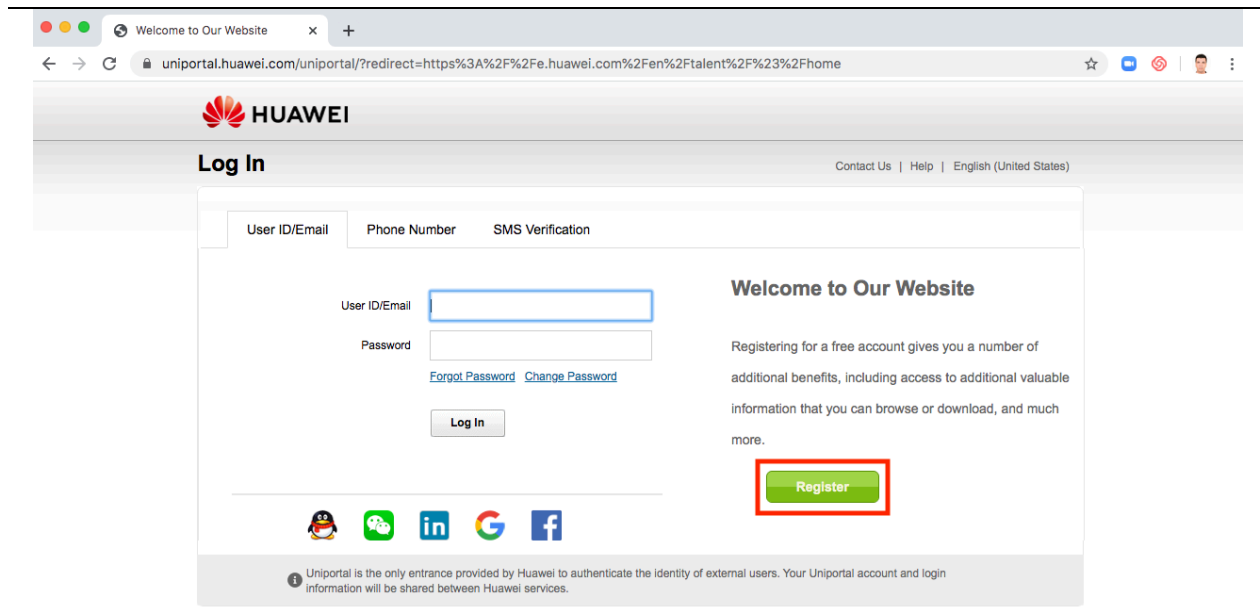 Welcome to Our Website
uniportal.huawei.com/uniportal/?redirect=https%3A%2F%2Fe.huawei.com%2Fen%2Ftalent%2F%23%2Fhome
HUAWEI
Log In
Contact Us | Help | English (United States)
User ID/Email Phone Number SMS Verification
Welcome to Our Website
User ID/Email
Password
Registering for a free account gives you a number of
additional benefits, including access to additional valuable
Forgot Password Change Password
information that you can browse or download, and much
Log In
more.
Register
in G f
Uniportal is the only entrance provided by Huawei to authenticate the identity of external users. Your Uniportal account and login
information will be shared between Huawei services.